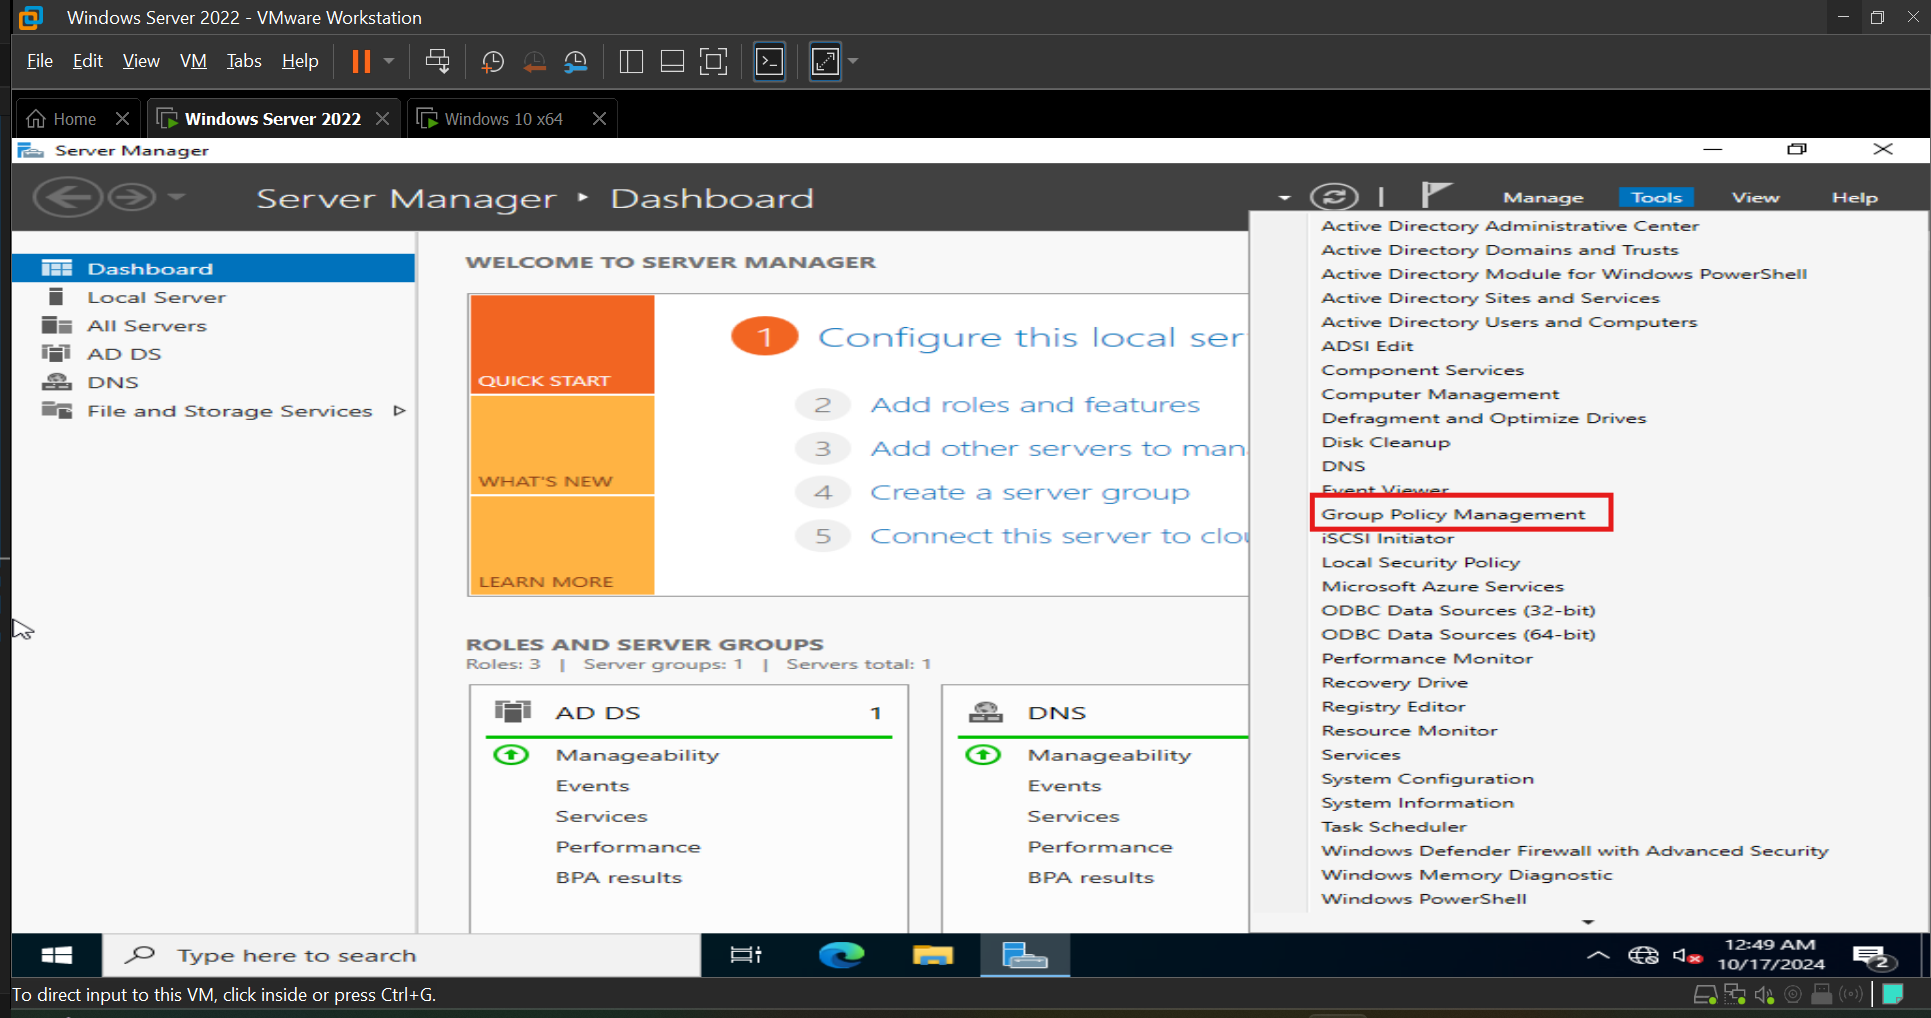 Windows Server 2022 - VMware Workstation
File Edit View VM Tabs Help
Home
Windows Server 2022
Windows 10 x64
Server Manager
Server Manager
Dashboard
Manage Tools View Help
Dashboard
Local Server
All Servers
AD DS
DNS
File and Storage Services
WELCOME TO SERVER MANAGER
QUICK START
WHAT'S NEW
LEARN MORE
1 Configure this local ser
2 Add roles and features
3 Add other servers to man
4 Create a server group
5 Connect this server to clou
ROLES AND SERVER GROUPS
Roles: 3 | Server groups: 1 | Servers total: 1
AD DS 1
Manageability
Events
Services
Performance
BPA results
DNS
Manageability
Events
Services
Performance
BPA results
Active Directory Administrative Center
Active Directory Domains and Trusts
Active Directory Module for Windows PowerShell
Active Directory Sites and Services
Active Directory Users and Computers
ADSI Edit
Component Services
Computer Management
Defragment and Optimize Drives
Disk Cleanup
DNS
Event Viewer
Group Policy Management
iSCSI Initiator
Local Security Policy
Microsoft Azure Services
ODBC Data Sources (32-bit)
ODBC Data Sources (64-bit)
Performance Monitor
Recovery Drive
Registry Editor
Resource Monitor
Services
System Configuration
System Information
Task Scheduler
Windows Defender Firewall with Advanced Security
Windows Memory Diagnostic
Windows PowerShell
Type here to search
12:49 AM
10/17/2024
2
To direct input to this VM, click inside or press Ctrl+G.